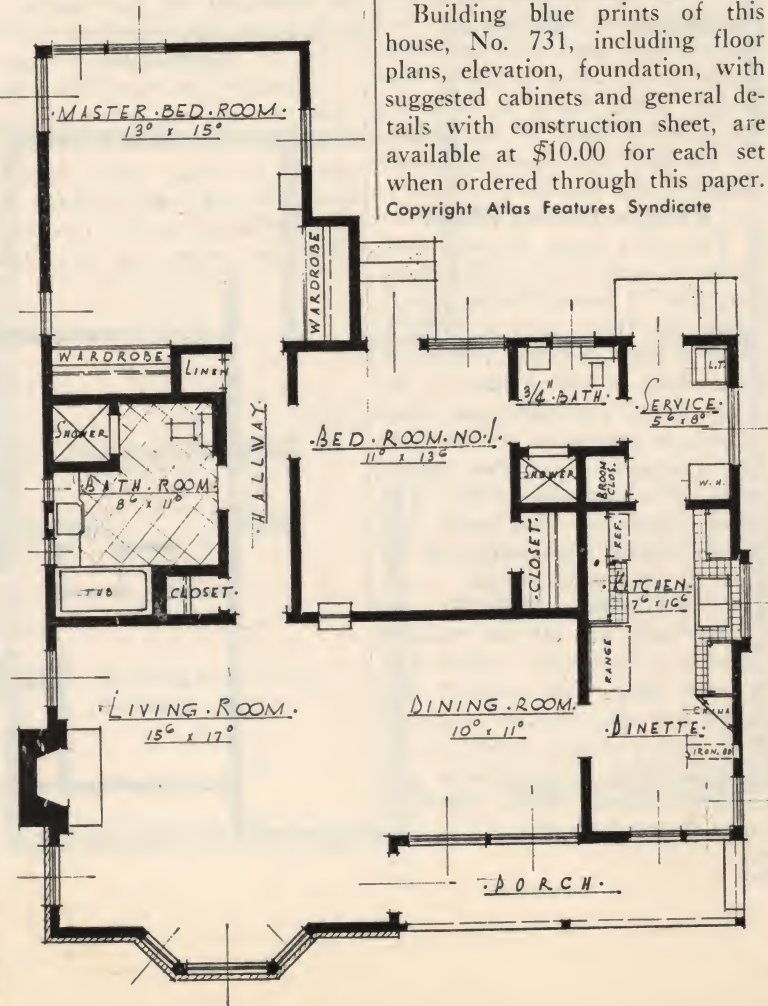 Building blue prints of this
house, No. 731, including floor
plans, elevation, foundation, with
suggested cabinets and general de-
tails with construction sheet, are
available at $10.00 for each set
when ordered through this paper.
Copyright Atlas Features Syndicate
·MASTER·BED·ROOM·
13⁰ x 15⁰
WARDROBE
WARDROBE
LINEN
SHOWER
BATH·ROOM
8⁶ x 11⁰
TUB
CLOSET·
·HALLWAY·
·BED·ROOM·NO·1·
11⁰ x 13⁶
3/4" BATH·
SHOWER
BROOM
CLOS.
CLOSET·
·SERVICE·
5⁶ x 8⁰
L.T.
W.H.
REF.
KITCHEN·
7⁶ x 16⁶
RANGE
·LIVING·ROOM·
15⁶ x 17⁰
DINING·ROOM·
10⁰ x 11⁰
CHINA
·DINETTE·
IRON. BD
·PORCH·